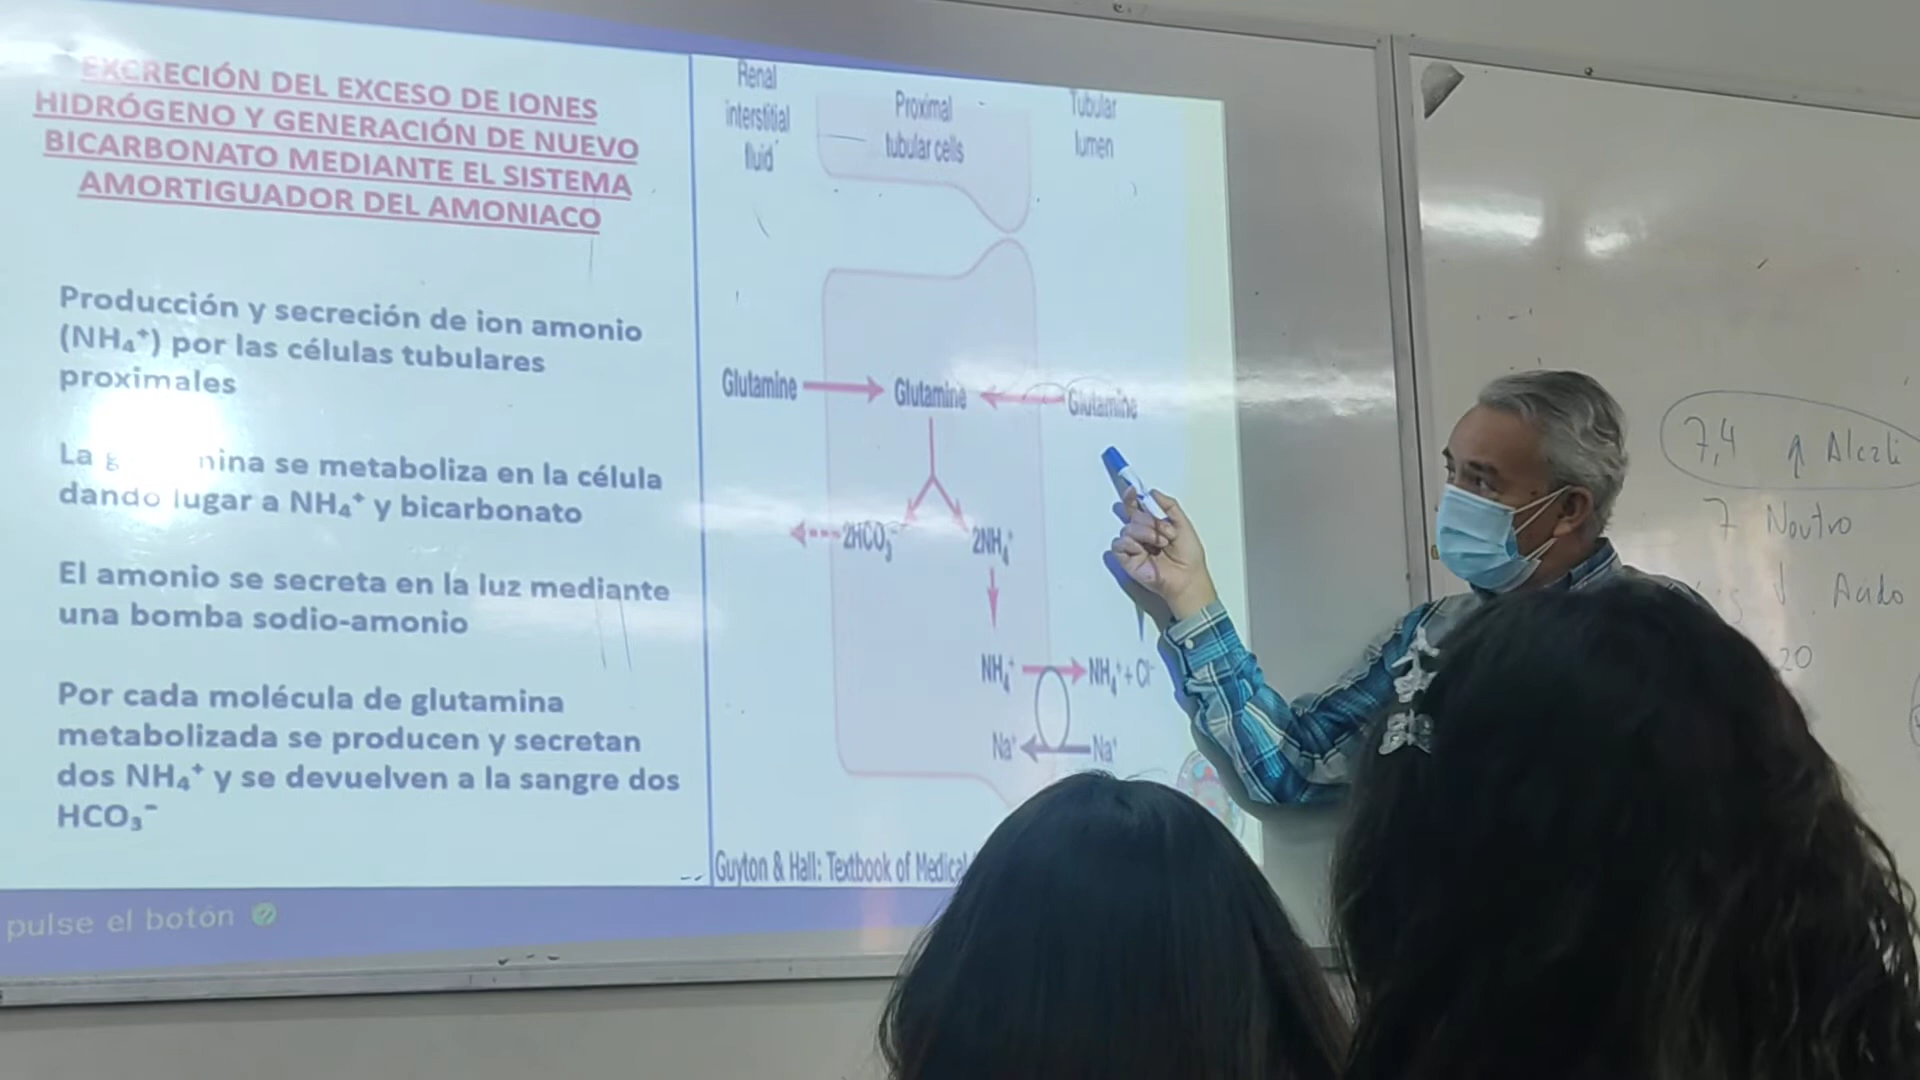 EXCRECIÓN DEL EXCESO DE IONES
HIDRÓGENO Y GENERACIÓN DE NUEVO
BICARBONATO MEDIANTE EL SISTEMA
AMORTIGUADOR DEL AMONIACO
Producción y secreción de ion amonio
(NH₄⁺) por las células tubulares
proximales
La se metaboliza en la célula
dando lugar a NH₄⁺ y bicarbonato
El amonio se secreta en la luz mediante
una bomba sodio-amonio
Por cada molécula de glutamina
metabolizada se producen y secretan
dos NH₄⁺ y se devuelven a la sangre dos
HCO₃⁻
pulse el botón
Renal
interstitial
fluid
Proximal
tubular cells
Tubular
lumen
Glutamine
Glutamine
Glutamine
2HCO₃⁻
2NH₄⁺
NH₄⁺
NH₄⁺ + Cl⁻
Na⁺
Na⁺
Guyton & Hall: Textbook of
7,4 ↑ Alcali
7 Neutro
↓. Acido
20